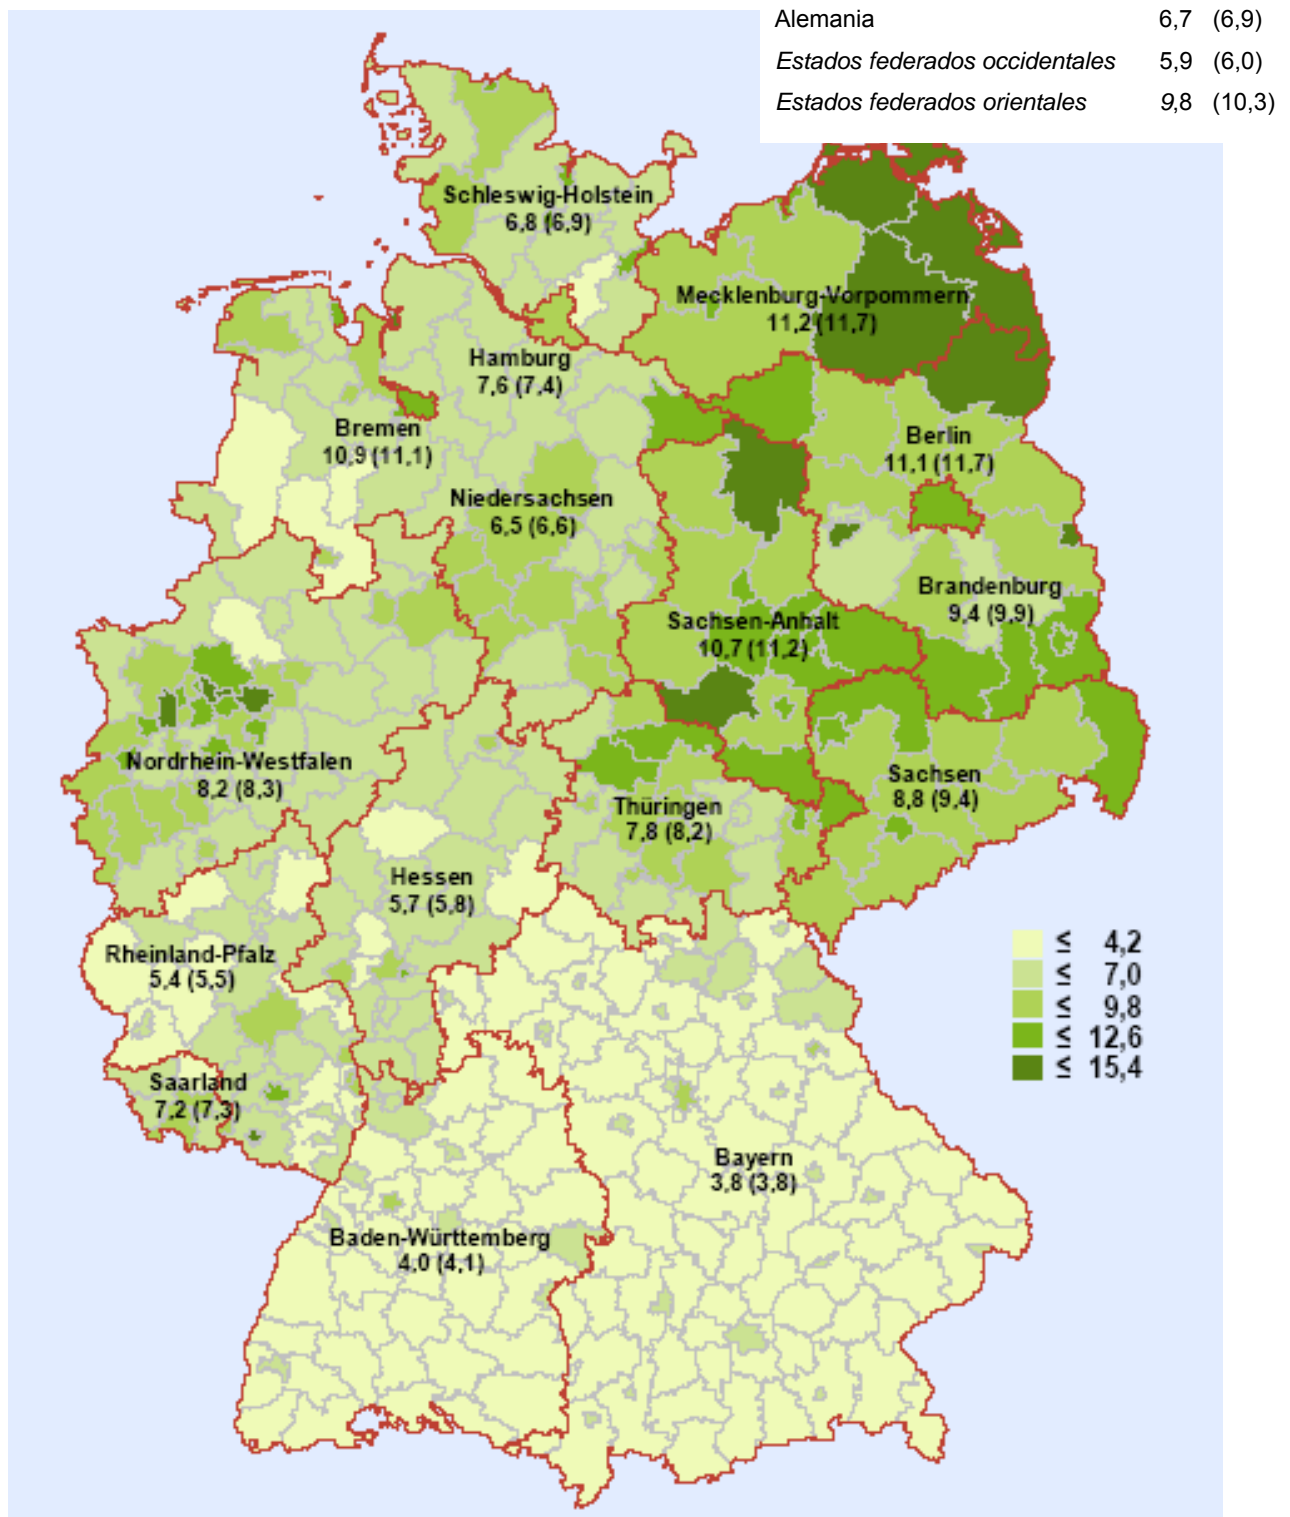 Alemania 6,7 (6,9)
Estados federados occidentales 5,9 (6,0)
Estados federados orientales 9,8 (10,3)
Schleswig-Holstein
6,8 (6,9)
Mecklenburg-Vorpommern
11,2 (11,7)
Hamburg
7,6 (7,4)
Bremen
10,9 (11,1)
Berlin
11,1 (11,7)
Niedersachsen
6,5 (6,6)
Brandenburg
9,4 (9,9)
Sachsen-Anhalt
10,7 (11,2)
Nordrhein-Westfalen
8,2 (8,3)
Sachsen
8,8 (9,4)
Thüringen
7,8 (8,2)
Hessen
5,7 (5,8)
Rheinland-Pfalz
5,4 (5,5)
≤ 4,2
≤ 7,0
≤ 9,8
≤ 12,6
≤ 15,4
Saarland
7,2 (7,3)
Bayern
3,8 (3,8)
Baden-Württemberg
4,0 (4,1)